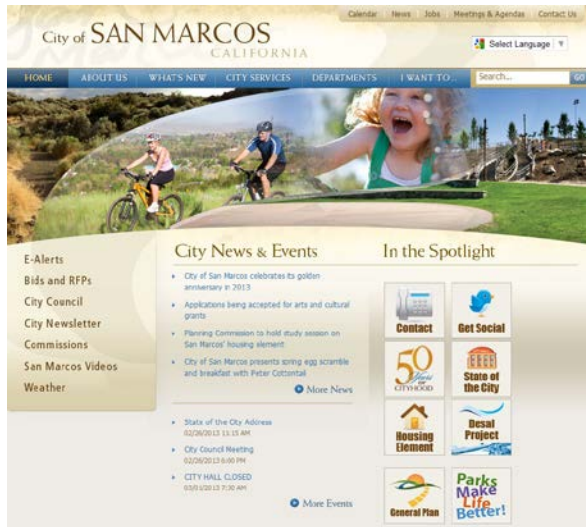 Calendar News Jobs Meetings & Agendas Contact Us
City of SAN MARCOS
CALIFORNIA
Select Language
HOME ABOUT US WHAT'S NEW CITY SERVICES DEPARTMENTS I WANT TO... Search... GO
E-Alerts
Bids and RFPs
City Council
City Newsletter
Commissions
San Marcos Videos
Weather
City News & Events
City of San Marcos celebrates its golden
anniversary in 2013
Applications being accepted for arts and cultural
grants
Planning Commission to hold study session on
San Marcos' housing element
City of San Marcos presents spring egg scramble
and breakfast with Peter Cottontail
More News
State of the City Address
02/26/2013 11:15 AM
City Council Meeting
02/26/2013 6:00 PM
CITY HALL CLOSED
03/01/2013 7:30 AM
More Events
In the Spotlight
Contact
Get Social
50
Years
OF
CITYHOOD
State of
the City
Housing
Element
Desal
Project
General Plan
Parks
Make
Life
Better!